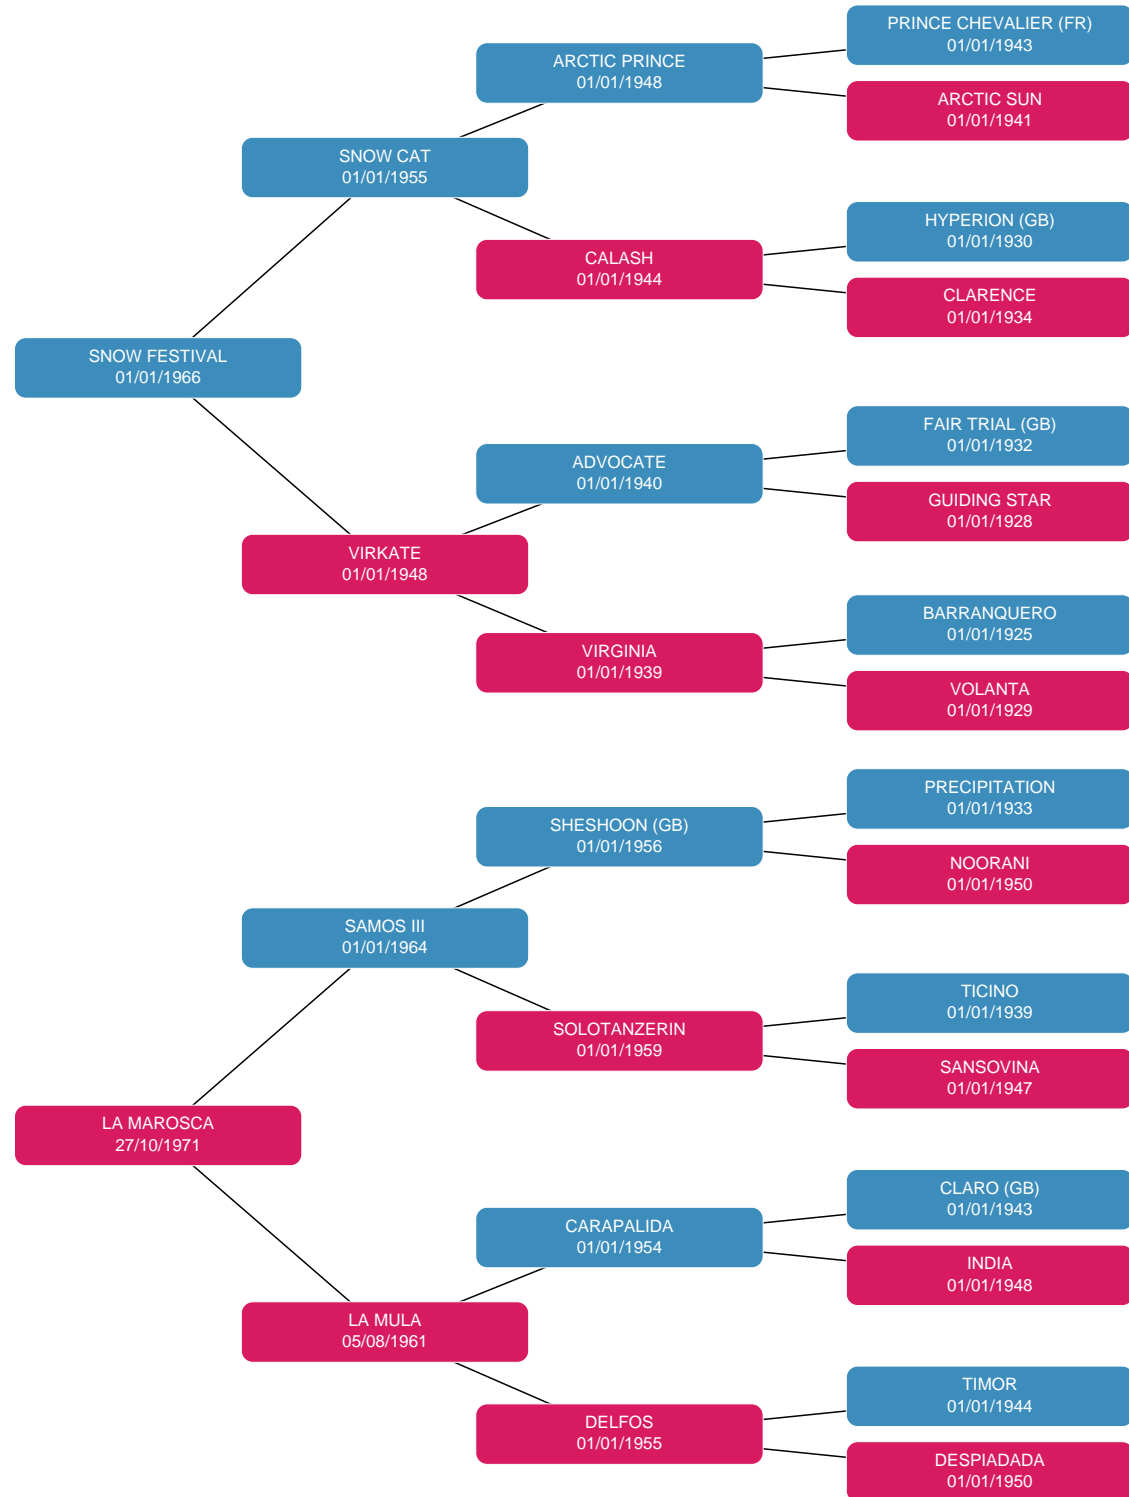 PRINCE CHEVALIER (FR)
01/01/1943
ARCTIC PRINCE
01/01/1948
ARCTIC SUN
01/01/1941
SNOW CAT
01/01/1955
HYPERION (GB)
01/01/1930
CALASH
01/01/1944
CLARENCE
01/01/1934
SNOW FESTIVAL
01/01/1966
FAIR TRIAL (GB)
01/01/1932
ADVOCATE
01/01/1940
GUIDING STAR
01/01/1928
VIRKATE
01/01/1948
BARRANQUERO
01/01/1925
VIRGINIA
01/01/1939
VOLANTA
01/01/1929
PRECIPITATION
01/01/1933
SHESHOON (GB)
01/01/1956
NOORANI
01/01/1950
SAMOS III
01/01/1964
TICINO
01/01/1939
SOLOTANZERIN
01/01/1959
SANSOVINA
01/01/1947
LA MAROSCA
27/10/1971
CLARO (GB)
01/01/1943
CARAPALIDA
01/01/1954
INDIA
01/01/1948
LA MULA
05/08/1961
TIMOR
01/01/1944
DELFOS
01/01/1955
DESPIADADA
01/01/1950